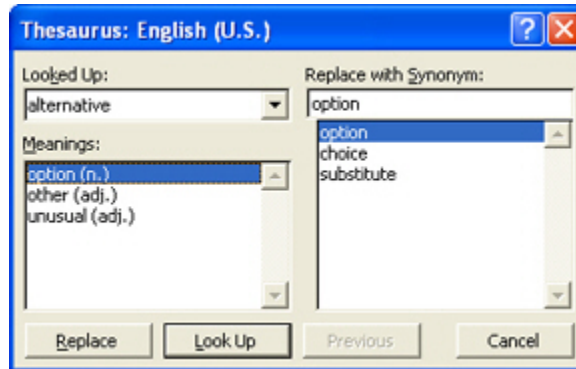 Thesaurus: English (U.S.)
Looked Up:
alternative
Meanings:
option (n.)
other (adj.)
unusual (adj.)
Replace with Synonym:
option
option
choice
substitute
Replace
Look Up
Previous
Cancel